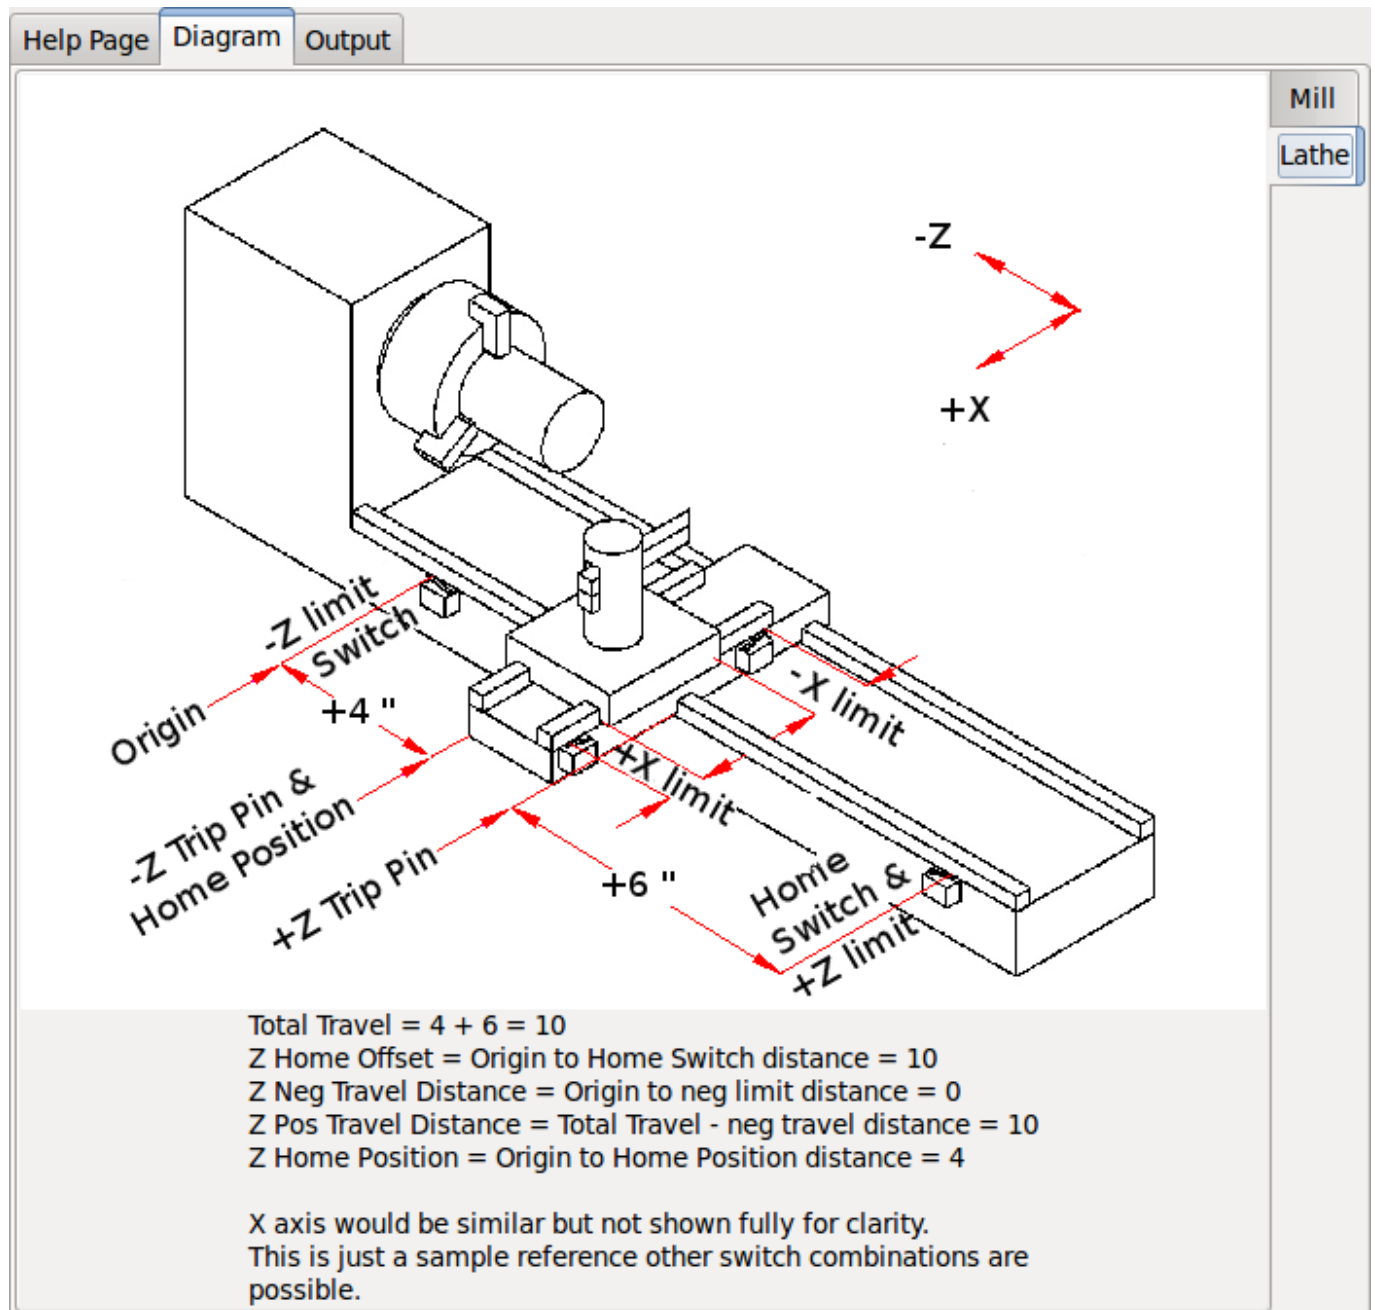 Help Page
Diagram
Output
Mill
Lathe
-Z
+X
-Z limit
Switch
Origin
+4 "
-X limit
+X limit
-Z Trip Pin &
Home Position
+Z Trip Pin
+6 "
Home
Switch &
+Z limit
Total Travel = 4 + 6 = 10
Z Home Offset = Origin to Home Switch distance = 10
Z Neg Travel Distance = Origin to neg limit distance = 0
Z Pos Travel Distance = Total Travel - neg travel distance = 10
Z Home Position = Origin to Home Position distance = 4
X axis would be similar but not shown fully for clarity.
This is just a sample reference other switch combinations are
possible.